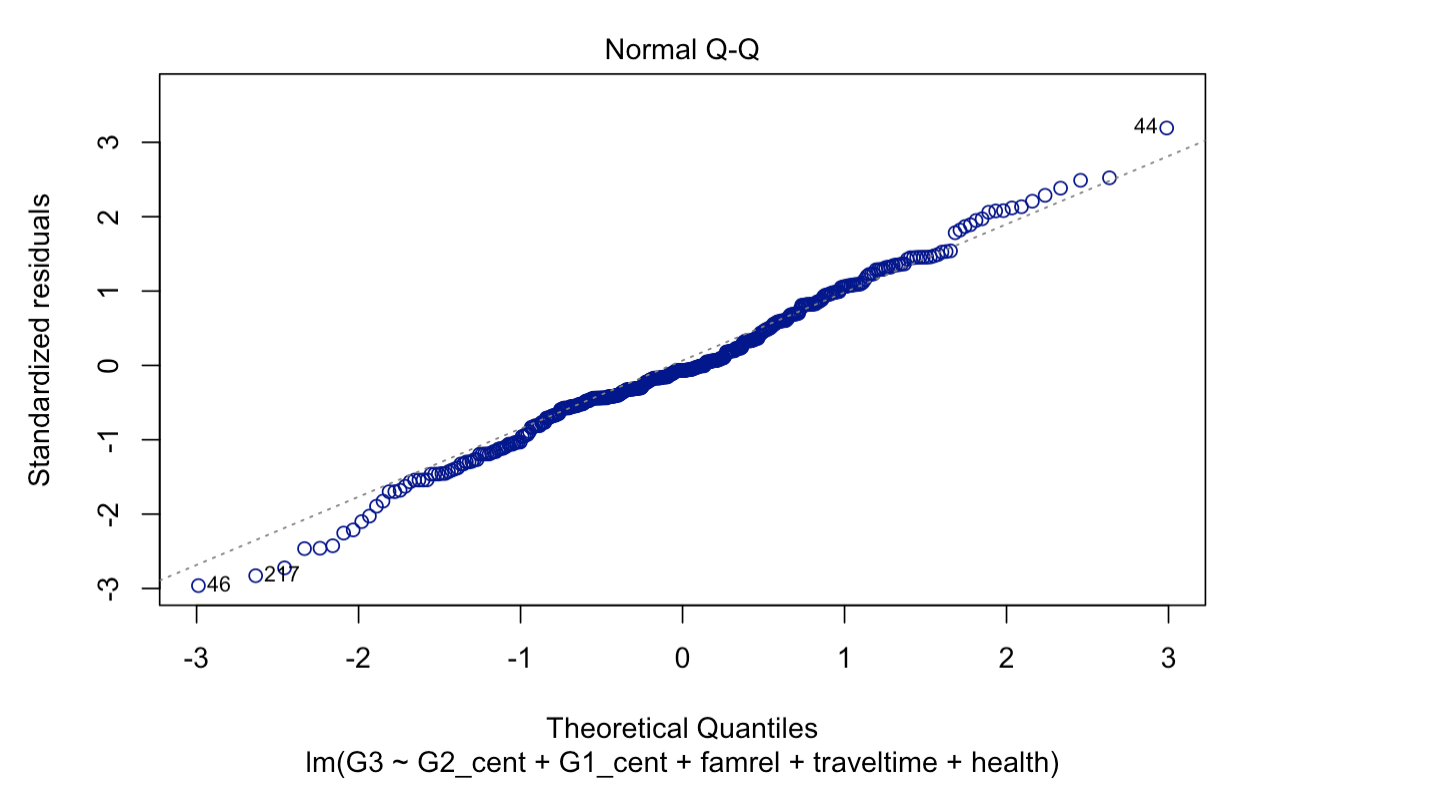 Normal Q-Q
Standardized residuals
3
2
1
0
-1
-2
-3
44
46
217
-3 -2 -1 0 1 2 3
Theoretical Quantiles
lm(G3 ~ G2_cent + G1_cent + famrel + traveltime + health)